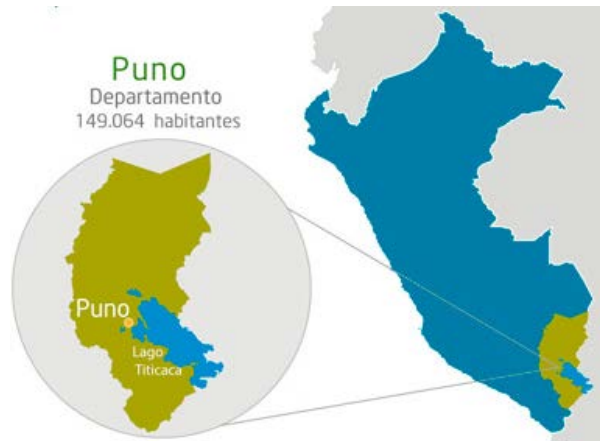 Puno
Departamento
149.064 habitantes
Puno
Lago
Titicaca